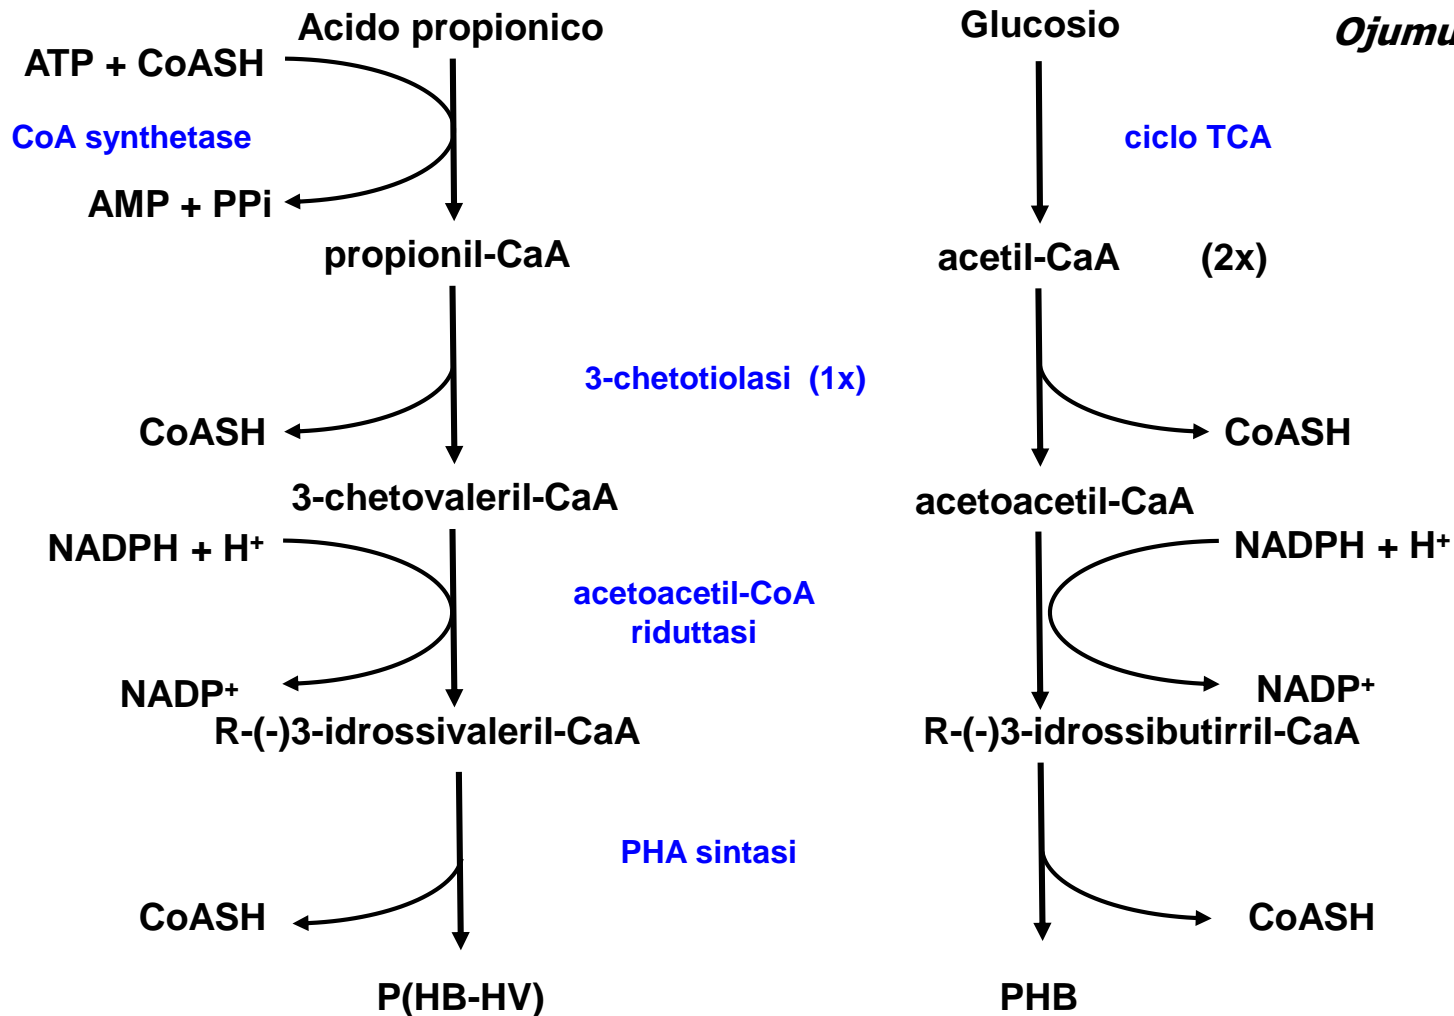 Acido propionico
Glucosio
Ojumu
ATP + CoASH
CoA synthetase
ciclo TCA
AMP + PPi
propionil-CaA
acetil-CaA (2x)
3-chetotiolasi (1x)
CoASH
CoASH
3-chetovaleril-CaA
acetoacetil-CaA
NADPH + H⁺
NADPH + H⁺
acetoacetil-CoA
riduttasi
NADP⁺
NADP⁺
R-(-)3-idrossivaleril-CaA
R-(-)3-idrossibutirril-CaA
PHA sintasi
CoASH
CoASH
P(HB-HV)
PHB